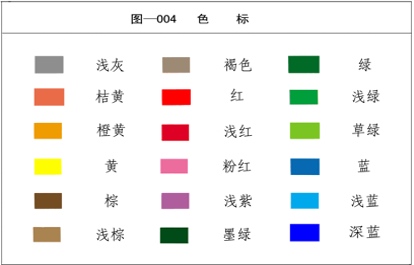 图—004 色 标
浅灰 褐色 绿
桔黄 红 浅绿
橙黄 浅红 草绿
黄 粉红 蓝
棕 浅紫 浅蓝
浅棕 墨绿 深蓝